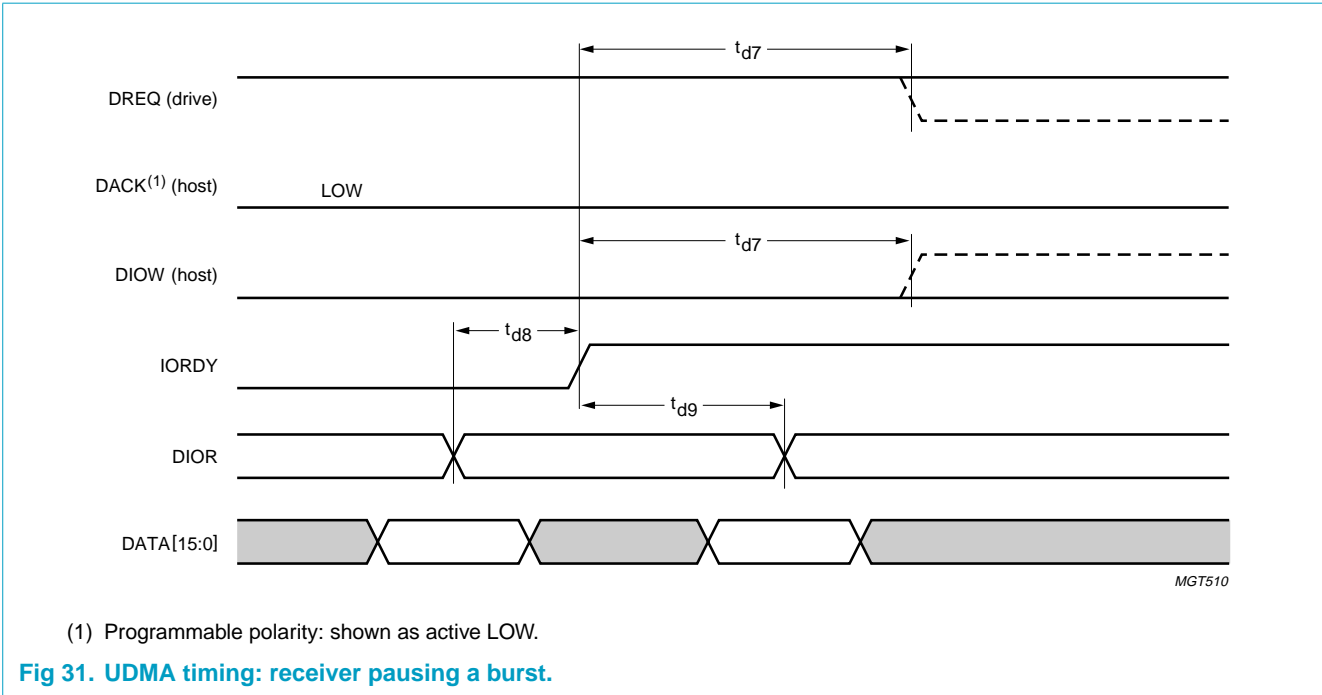 td7
DREQ (drive)
DACK(1) (host)
LOW
td7
DIOW (host)
td8
IORDY
td9
DIOR
DATA[15:0]
MGT510
(1) Programmable polarity: shown as active LOW.
Fig 31. UDMA timing: receiver pausing a burst.